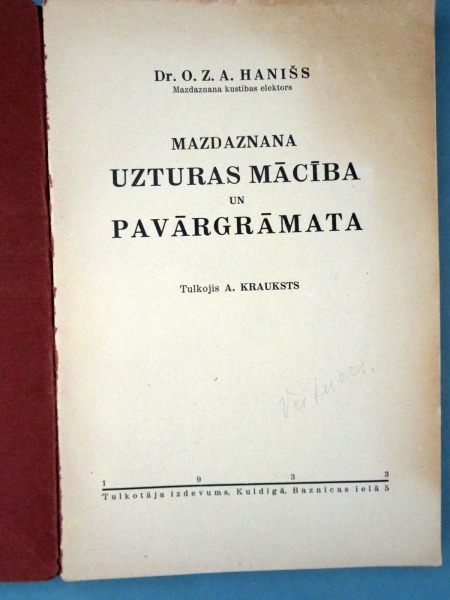 Dr. O. Z. A. HANIŠS
Mazdaznana kustības elektors
MAZDAZNANA
UZTURAS MĀCĪBA
UN
PAVĀRGRĀMATA
Tulkojis A. KRAUKSTS
1 9 3 3
Tulkotāja izdevums, Kuldīgā, Baznīcas ielā 5